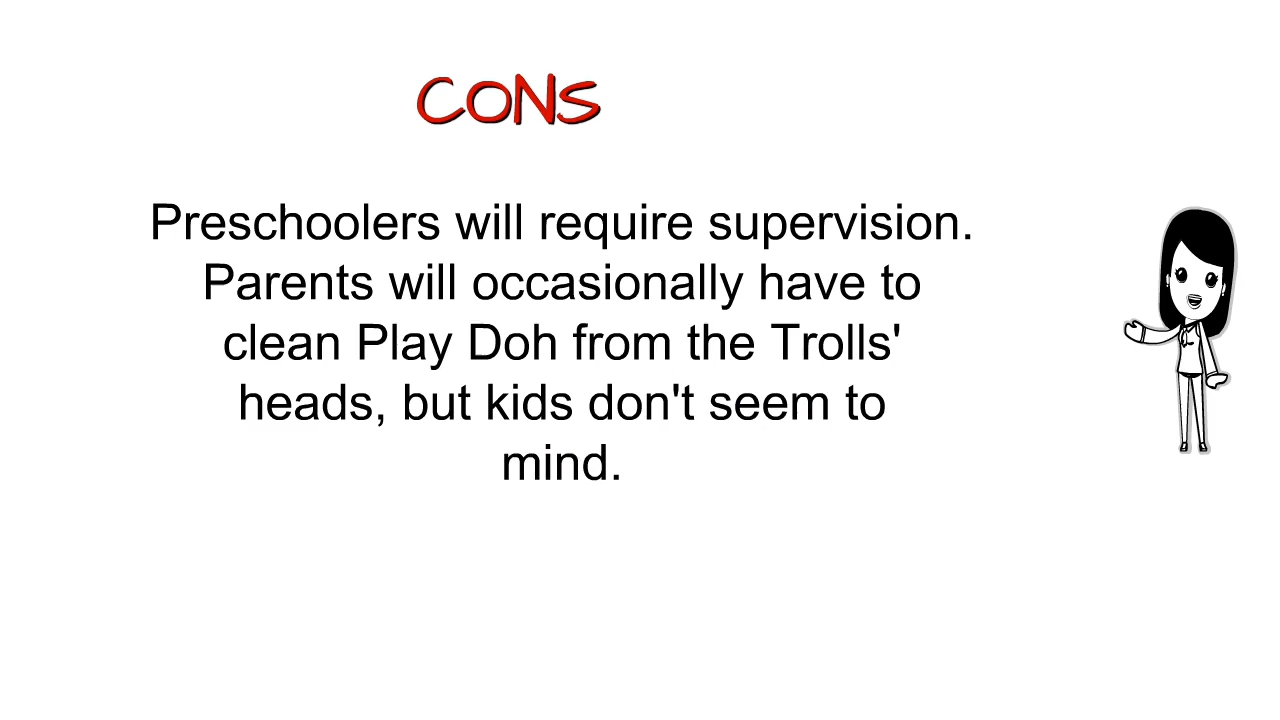 CONS
Preschoolers will require supervision.
Parents will occasionally have to
clean Play Doh from the Trolls'
heads, but kids don't seem to
mind.